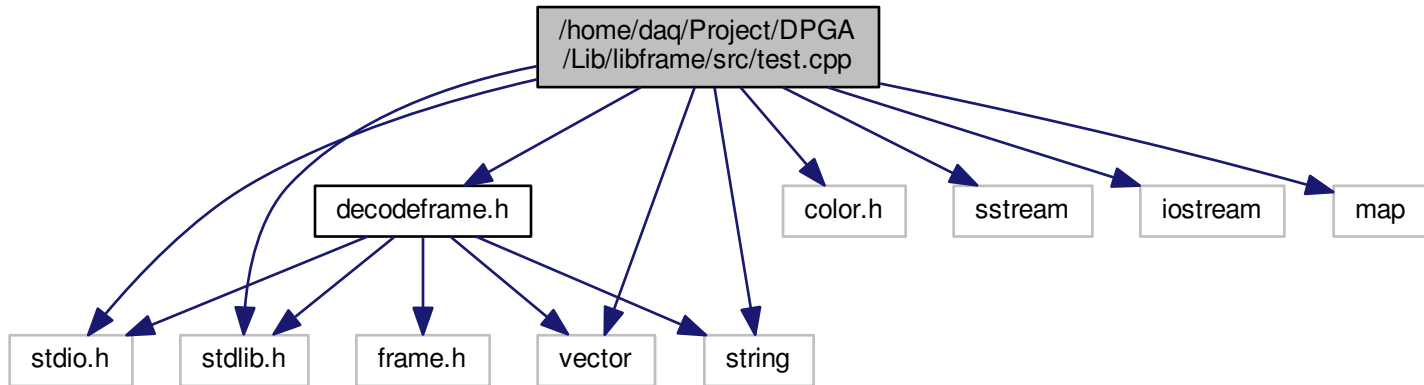 /home/daq/Project/DPGA
/Lib/libframe/src/test.cpp
decodeframe.h
color.h
sstream
iostream
map
stdio.h
stdlib.h
frame.h
vector
string